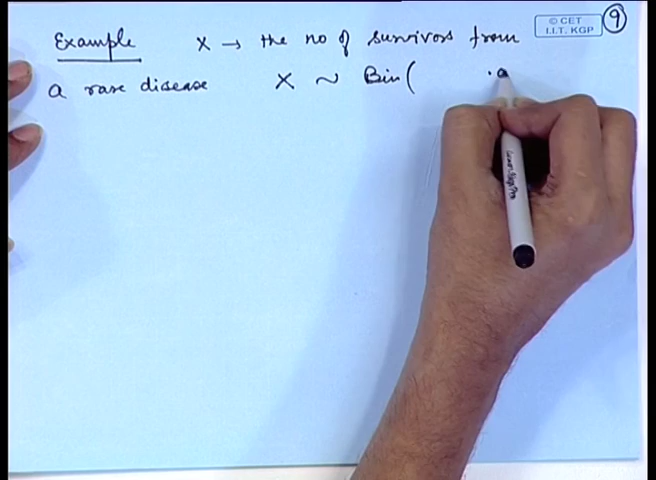 Example X → the no of survivors from
© CET
I.I.T. KGP
9
a rare disease X ~ Bin(